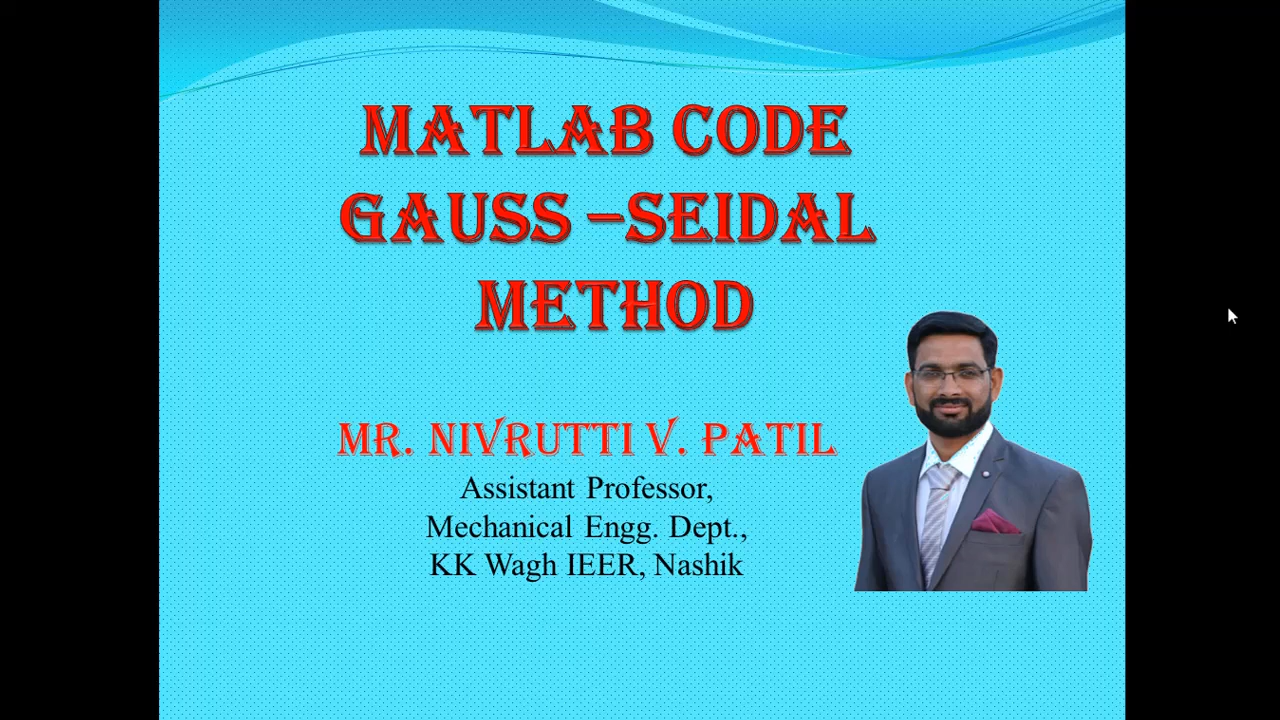 MATLAB CODE
GAUSS –SEIDAL
METHOD
MR. NIVRUTTI V. PATIL
Assistant Professor,
Mechanical Engg. Dept.,
KK Wagh IEER, Nashik